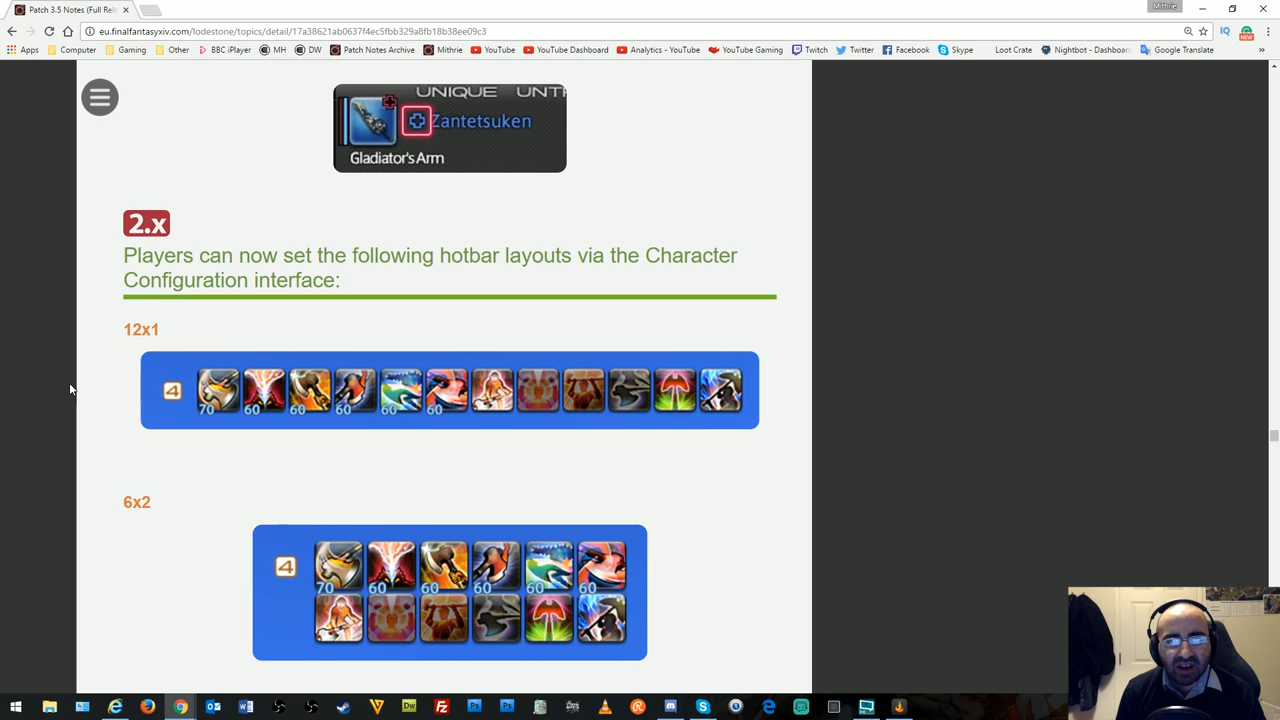 Patch 3.5 Notes (Full Rel
Mithrie
eu.finalfantasyxiv.com/lodestone/topics/detail/17a38621ab0637f4ec5fbb329a8fb18b38ee09c3
Apps Computer Gaming Other BBC iPlayer MH DW Patch Notes Archive Mithrie YouTube YouTube Dashboard Analytics - YouTube YouTube Gaming Twitch Twitter Facebook Skype Loot Crate Nightbot - Dashboar Google Translate »
UNIQUE UNTR
Zantetsuken
Gladiator's Arm
2.x
Players can now set the following hotbar layouts via the Character
Configuration interface:
12x1
4
70 60 60 60 60 60
6x2
4
70 60 60 60 60 60